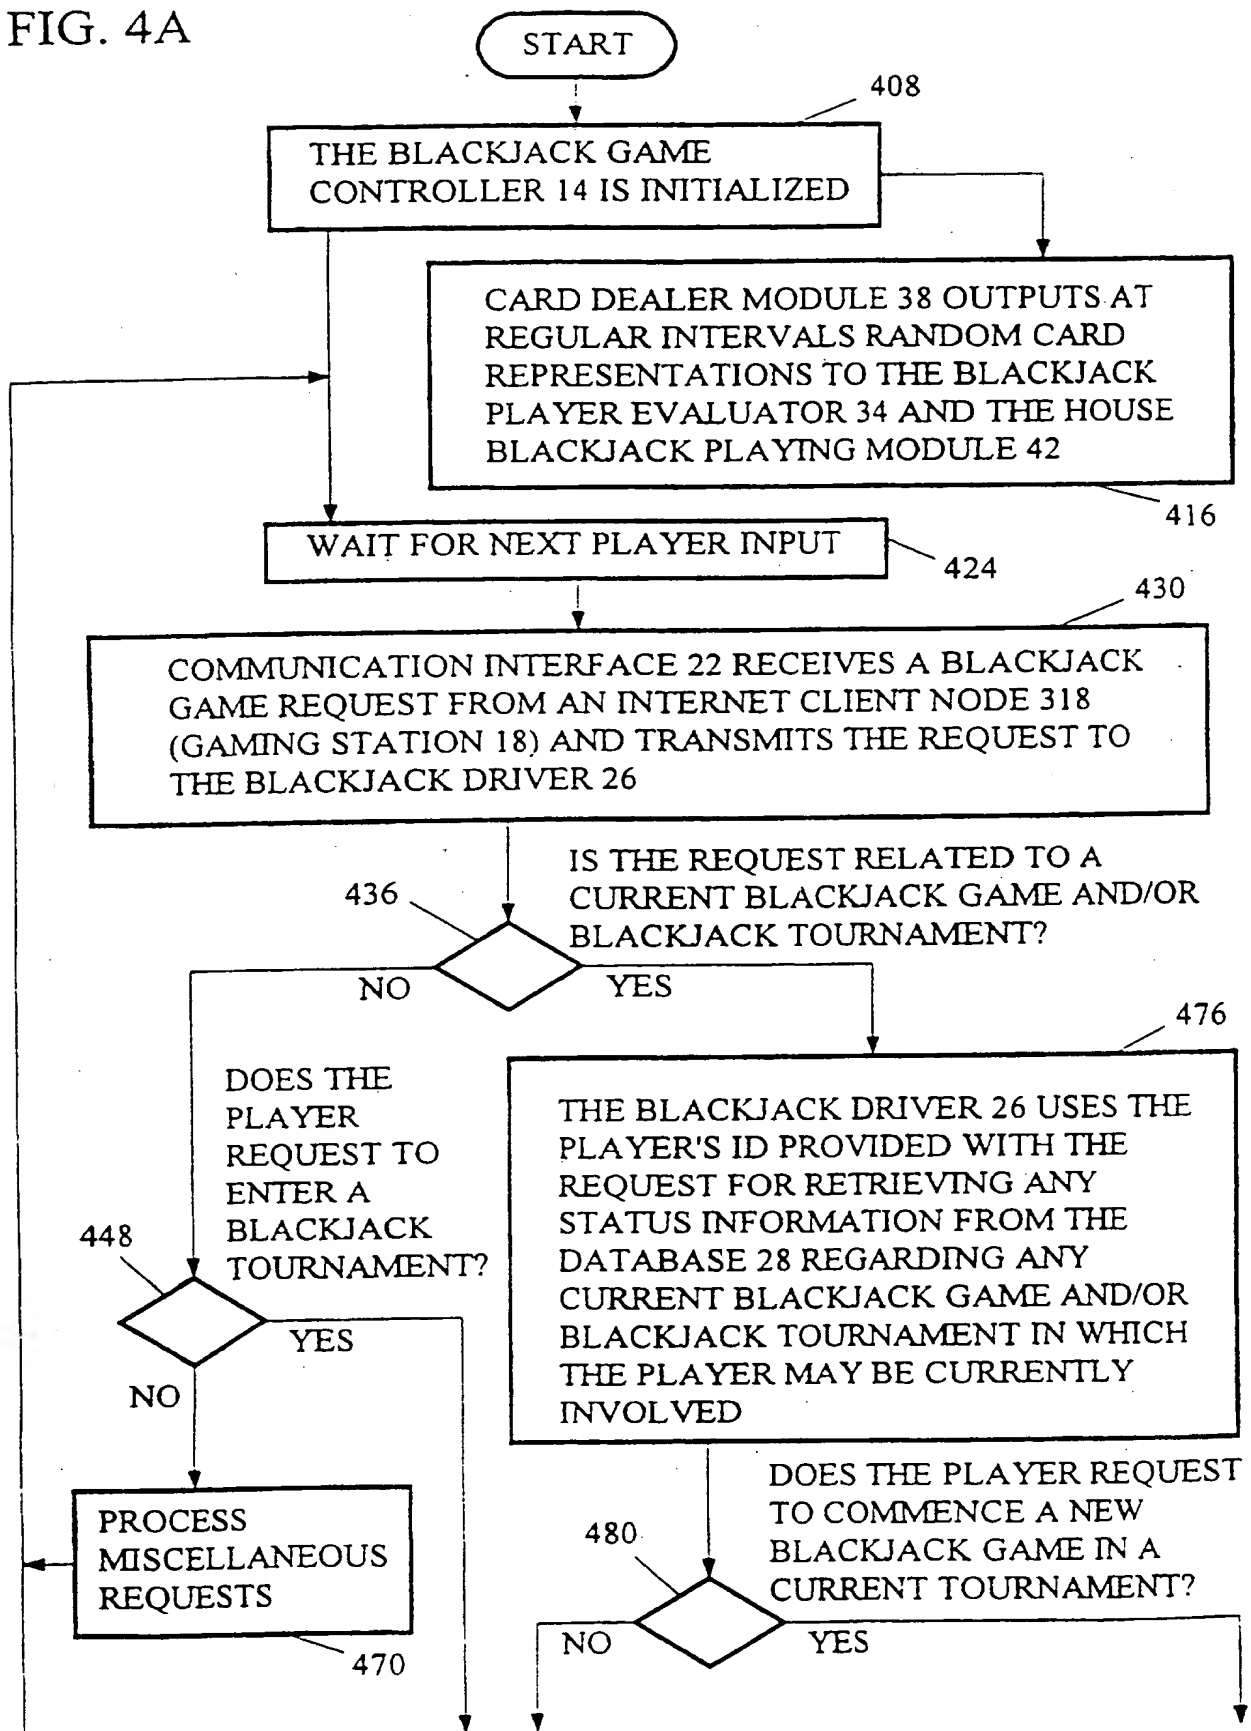 FIG. 4A
START
408
THE BLACKJACK GAME
CONTROLLER 14 IS INITIALIZED
CARD DEALER MODULE 38 OUTPUTS AT
REGULAR INTERVALS RANDOM CARD
REPRESENTATIONS TO THE BLACKJACK
PLAYER EVALUATOR 34 AND THE HOUSE
BLACKJACK PLAYING MODULE 42
416
WAIT FOR NEXT PLAYER INPUT
424
430
COMMUNICATION INTERFACE 22 RECEIVES A BLACKJACK
GAME REQUEST FROM AN INTERNET CLIENT NODE 318
(GAMING STATION 18) AND TRANSMITS THE REQUEST TO
THE BLACKJACK DRIVER 26
IS THE REQUEST RELATED TO A
CURRENT BLACKJACK GAME AND/OR
BLACKJACK TOURNAMENT?
436
NO
YES
476
DOES THE
PLAYER
REQUEST TO
ENTER A
BLACKJACK
TOURNAMENT?
448
YES
NO
THE BLACKJACK DRIVER 26 USES THE
PLAYER'S ID PROVIDED WITH THE
REQUEST FOR RETRIEVING ANY
STATUS INFORMATION FROM THE
DATABASE 28 REGARDING ANY
CURRENT BLACKJACK GAME AND/OR
BLACKJACK TOURNAMENT IN WHICH
THE PLAYER MAY BE CURRENTLY
INVOLVED
PROCESS
MISCELLANEOUS
REQUESTS
470
DOES THE PLAYER REQUEST
TO COMMENCE A NEW
BLACKJACK GAME IN A
CURRENT TOURNAMENT?
480
NO
YES